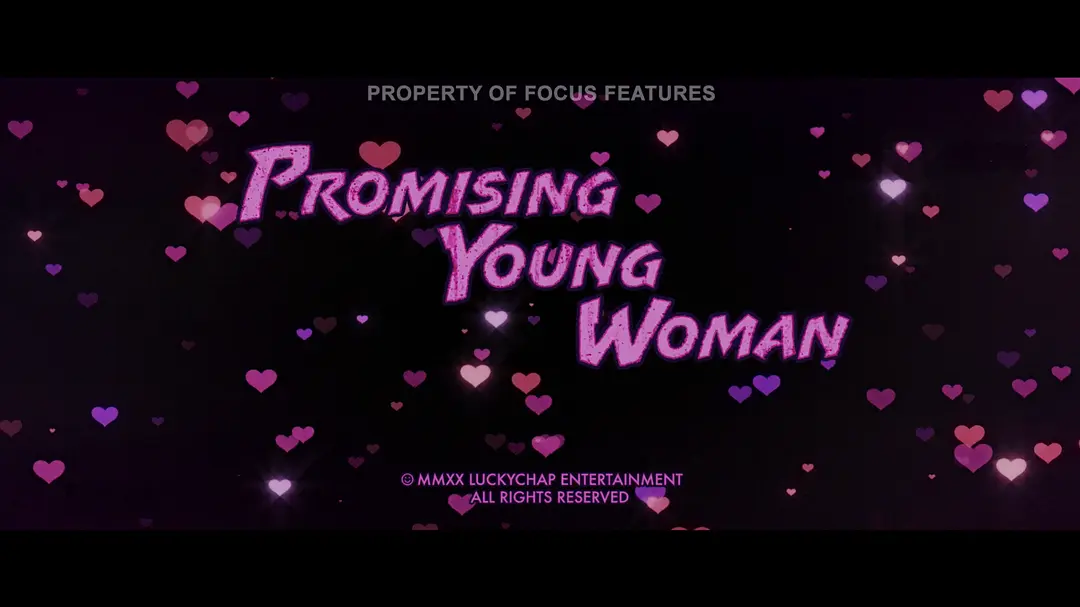 PROPERTY OF FOCUS FEATURES
PROMISING
YOUNG
WOMAN
☺ MMXX LUCKYCHAP ENTERTAINMENT
ALL RIGHTS RESERVED